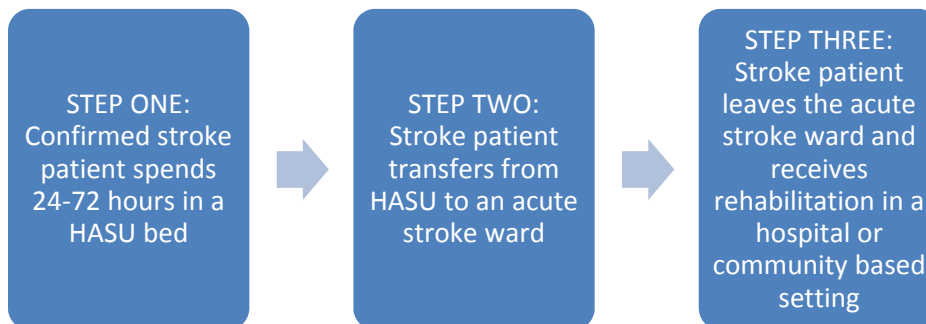 STEP ONE:
Confirmed stroke
patient spends
24-72 hours in a
HASU bed
STEP TWO:
Stroke patient
transfers from
HASU to an acute
stroke ward
STEP THREE:
Stroke patient
leaves the acute
stroke ward and
receives
rehabilitation in a
hospital or
community based
setting